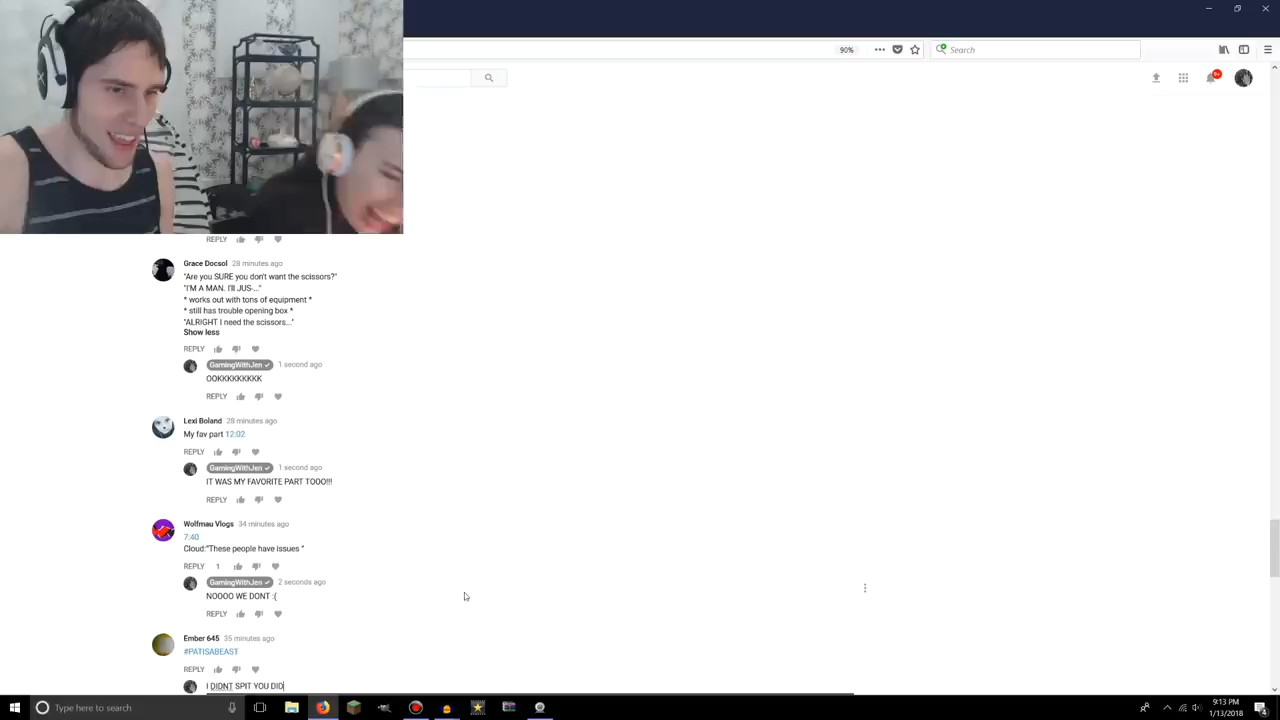 90%
Search
9+
REPLY
Grace Docsol 28 minutes ago
"Are you SURE you don't want the scissors?"
"I'M A MAN. I'll JUS-..."
* works out with tons of equipment *
* still has trouble opening box *
"ALRIGHT I need the scissors..."
Show less
REPLY
GamingWithJen 1 second ago
OOKKKKKKKKK
REPLY
Lexi Boland 28 minutes ago
My fav part 12:02
REPLY
GamingWithJen 1 second ago
IT WAS MY FAVORITE PART TOOO!!!
REPLY
Wolfmau Vlogs 34 minutes ago
7:40
Cloud:"These people have issues "
REPLY 1
GamingWithJen 2 seconds ago
NOOOO WE DONT :(
REPLY
Ember 645 35 minutes ago
#PATISABEAST
REPLY
I DIDNT SPIT YOU DID
Type here to search
9:13 PM
1/13/2018
4